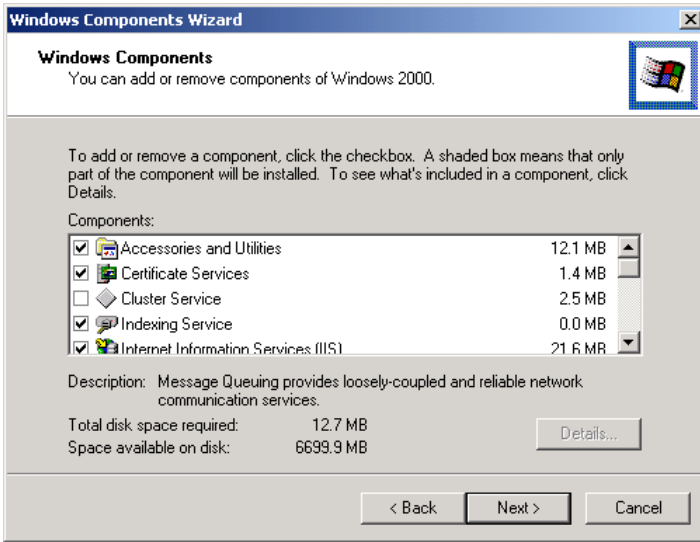 Windows Components Wizard
Windows Components
You can add or remove components of Windows 2000.
To add or remove a component, click the checkbox. A shaded box means that only
part of the component will be installed. To see what's included in a component, click
Details.
Components:
Accessories and Utilities 12.1 MB
Certificate Services 1.4 MB
Cluster Service 2.5 MB
Indexing Service 0.0 MB
Internet Information Services (IIS) 21.6 MB
Description: Message Queuing provides loosely-coupled and reliable network
communication services.
Total disk space required: 12.7 MB
Space available on disk: 6699.9 MB
Details...
< Back Next > Cancel